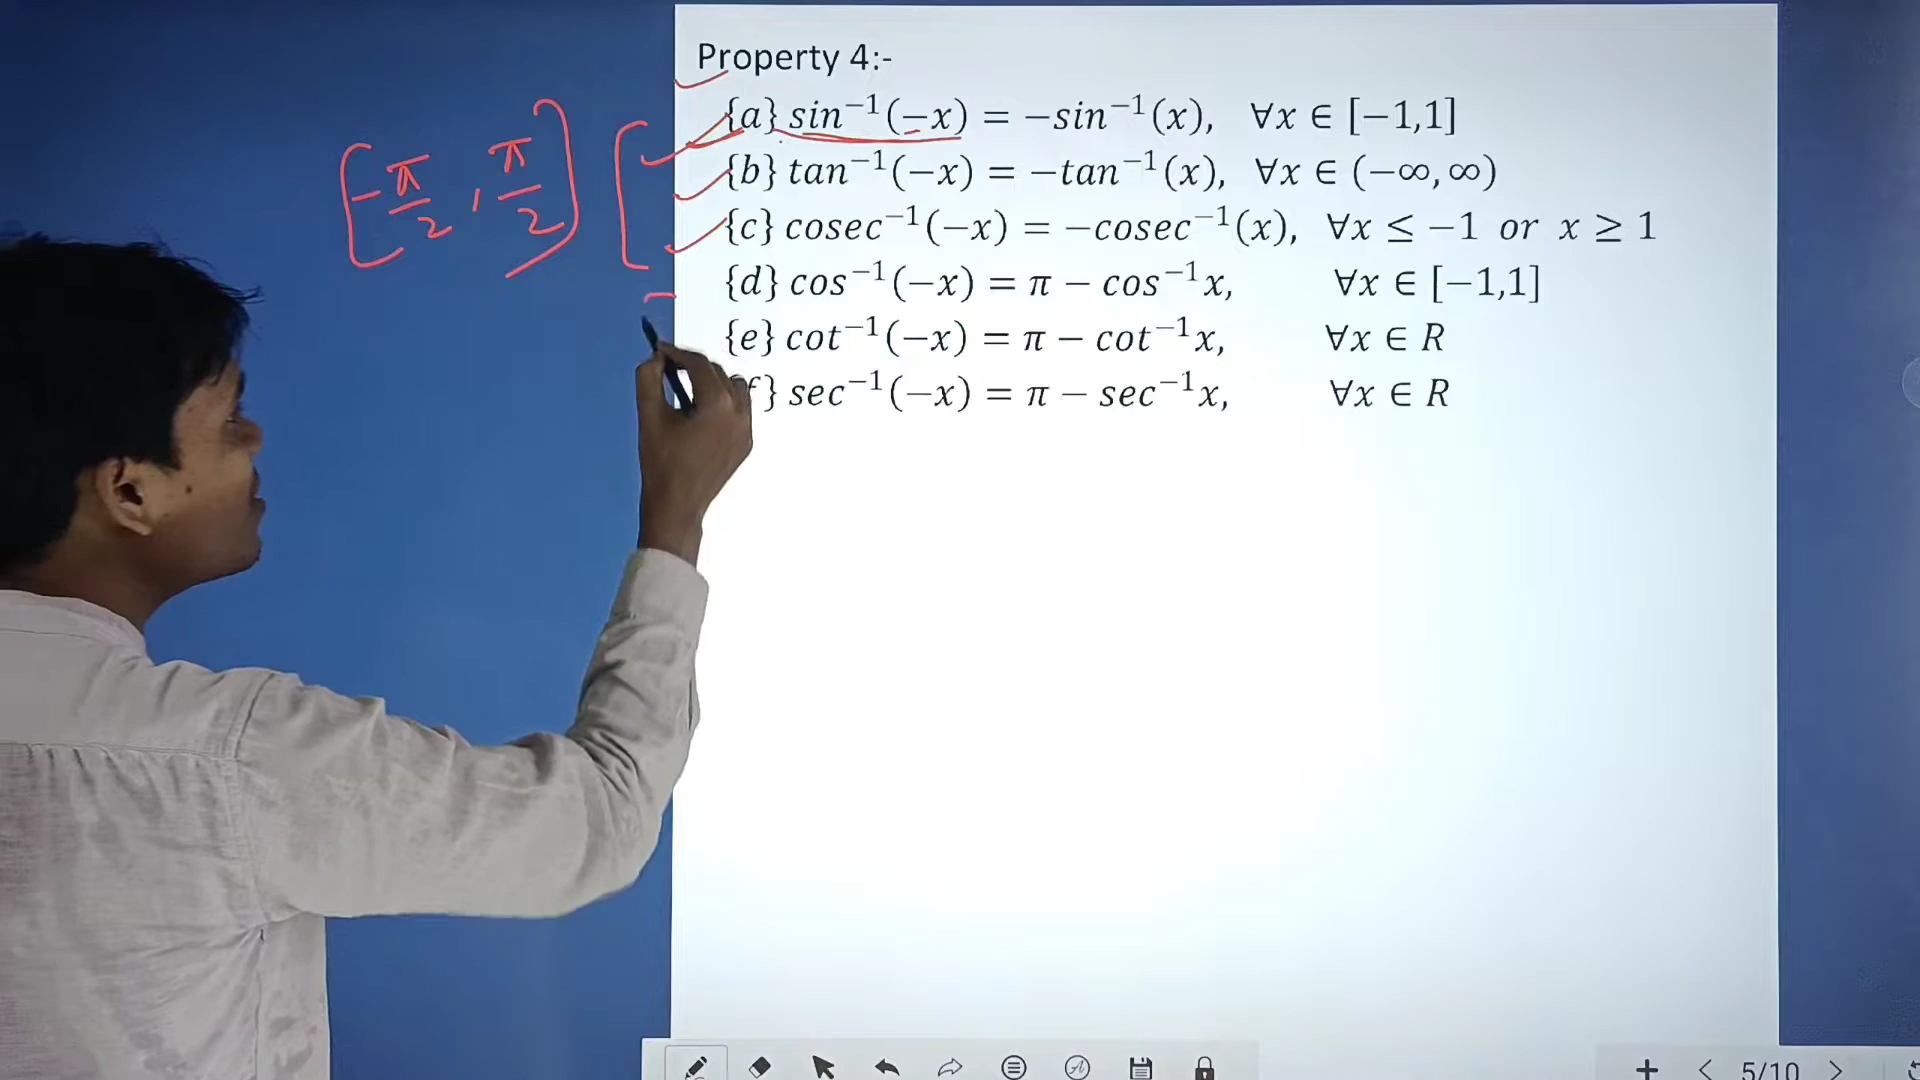 Property 4:-
{a} sin⁻¹(−x) = −sin⁻¹(x), ∀x ∈ [−1,1]
{b} tan⁻¹(−x) = −tan⁻¹(x), ∀x ∈ (−∞,∞)
{c} cosec⁻¹(−x) = −cosec⁻¹(x), ∀x ≤ −1 or x ≥ 1
{d} cos⁻¹(−x) = π − cos⁻¹x, ∀x ∈ [−1,1]
{e} cot⁻¹(−x) = π − cot⁻¹x, ∀x ∈ R
f} sec⁻¹(−x) = π − sec⁻¹x, ∀x ∈ R
[−π/2, π/2]
5/10